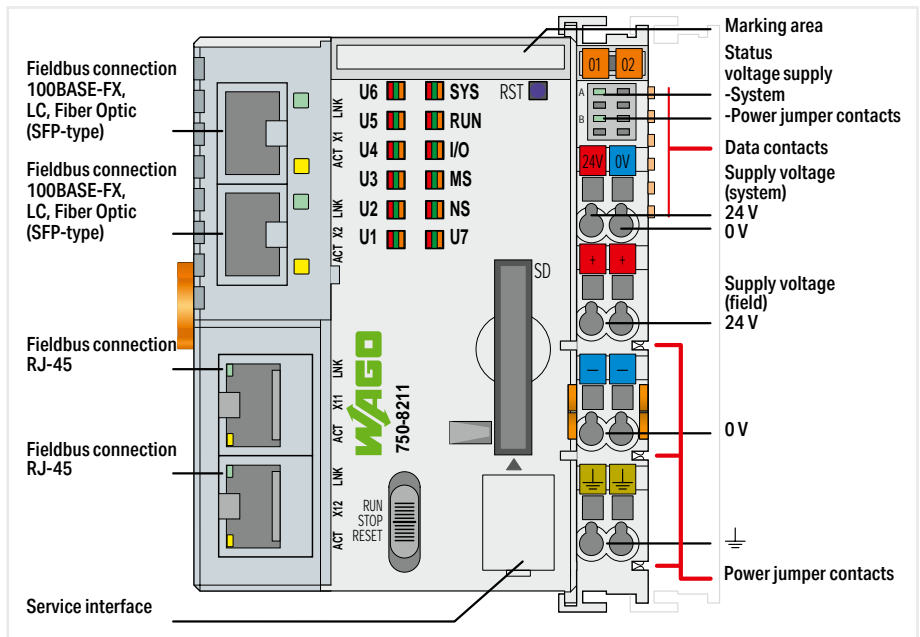 Fieldbus connection
100BASE-FX,
LC, Fiber Optic
(SFP-type)
Fieldbus connection
100BASE-FX,
LC, Fiber Optic
(SFP-type)
Fieldbus connection
RJ-45
Fieldbus connection
RJ-45
Service interface
LNK
X1
ACT
LNK
X2
ACT
LNK
X11
ACT
LNK
X12
ACT
U6 SYS
U5 RUN
U4 I/O
U3 MS
U2 NS
U1 U7
RST
SD
WAGO
750-8211
RUN
STOP
RESET
01 02
A
B
24V 0V
+ +
− −
Marking area
Status
voltage supply
-System
-Power jumper contacts
Data contacts
Supply voltage
(system)
24 V
0 V
Supply voltage
(field)
24 V
0 V
Power jumper contacts